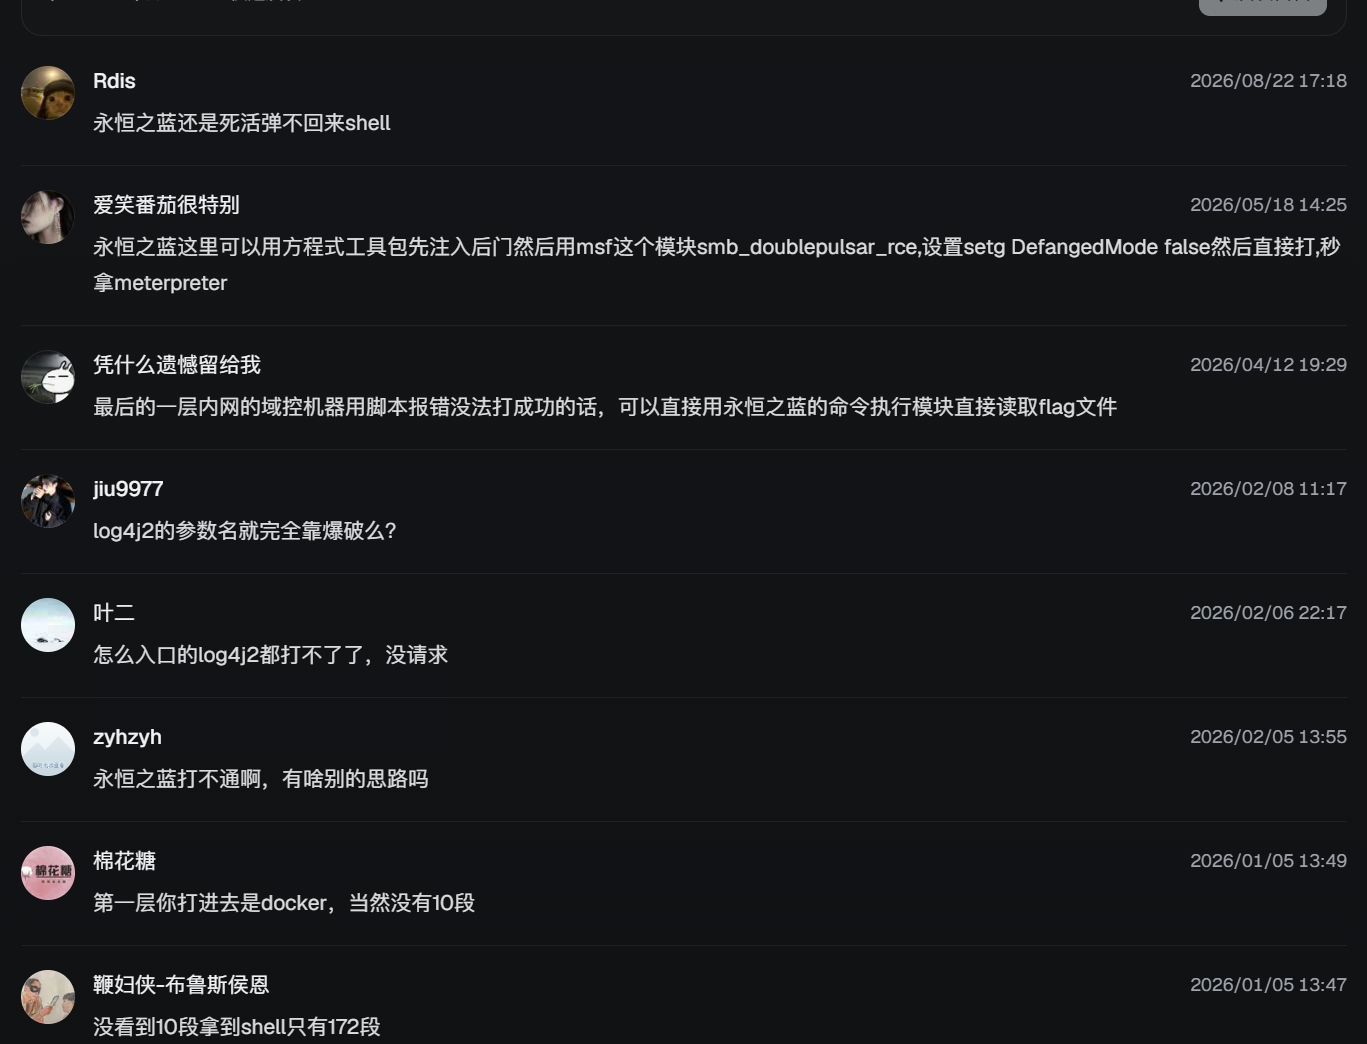 Rdis
2026/08/22 17:18
永恒之蓝还是死活弹不回来shell
爱笑番茄很特别
2026/05/18 14:25
永恒之蓝这里可以用方程式工具包先注入后门然后用msf这个模块smb_doublepulsar_rce,设置setg DefangedMode false然后直接打,秒
拿meterpreter
凭什么遗憾留给我
2026/04/12 19:29
最后的一层内网的域控机器用脚本报错没法打成功的话，可以直接用永恒之蓝的命令执行模块直接读取flag文件
jiu9977
2026/02/08 11:17
log4j2的参数名就完全靠爆破么?
叶二
2026/02/06 22:17
怎么入口的log4j2都打不了了，没请求
zyhzyh
2026/02/05 13:55
永恒之蓝打不通啊，有啥别的思路吗
棉花糖
棉花糖
2026/01/05 13:49
第一层你打进去是docker，当然没有10段
鞭妇侠-布鲁斯侯恩
2026/01/05 13:47
没看到10段拿到shell只有172段